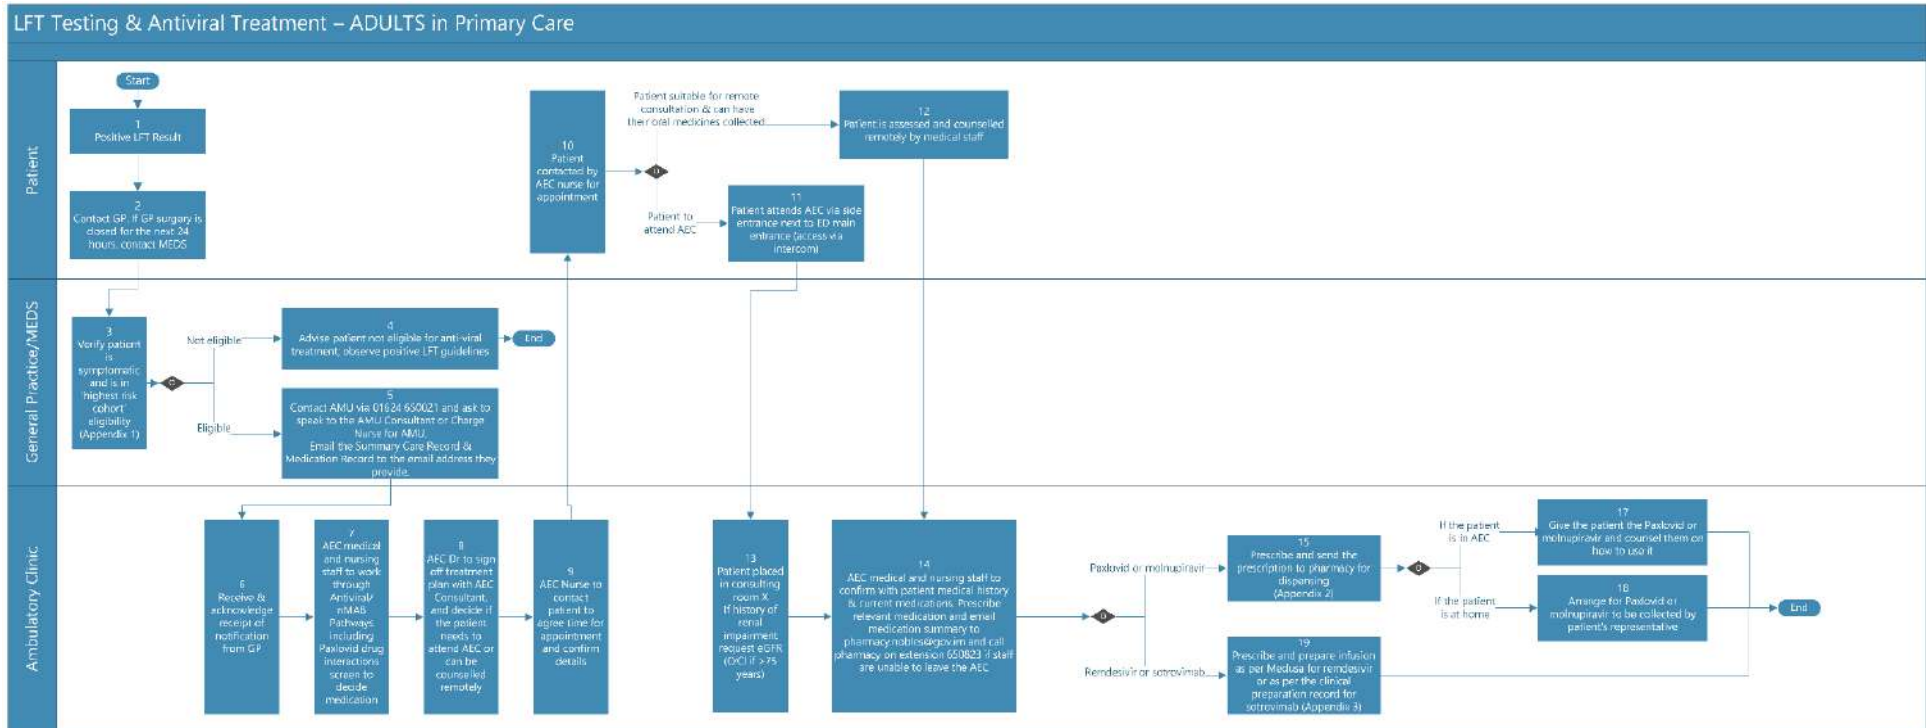 LFT Testing & Antiviral Treatment – ADULTS in Primary Care
Patient
Start
1
Positive LFT Result
2
Contact GP. If GP surgery is
closed for the next 24
hours, contact MEDS
10
Patient
contacted by
AEC nurse for
appointment
Patient suitable for remote
consultation & can have
their oral medicines collected
Patient to
attend AEC
12
Patient is assessed and counselled
remotely by medical staff
11
Patient attends AEC via side
entrance next to ED main
entrance (access via
intercom)
General Practice/MEDS
3
Verify patient
is
symptomatic
and is in
'highest risk
cohort'
eligibility
(Appendix 1)
Not eligible
Eligible
4
Advise patient not eligible for anti-viral
treatment; observe positive LFT guidelines
End
5
Contact AMU via 01624 650021 and ask to
speak to the AMU Consultant or Charge
Nurse for AMU.
Email the Summary Care Record &
Medication Record to the email address they
provide.
Ambulatory Clinic
6
Receive &
acknowledge
receipt of
notification
from GP
7
AEC medical
and nursing
staff to work
through
Antiviral/
nMAB
Pathways
including
Paxlovid drug
interactions
screen to
decide
medication
8
AEC Dr to sign
off treatment
plan with AEC
Consultant,
and decide if
the patient
needs to
attend AEC or
can be
counselled
remotely
9
AEC Nurse to
contact
patient to
agree time for
appointment
and confirm
details
13
Patient placed
in consulting
room X
If history of
renal
impairment
request eGFR
(CrCl if >75
years)
14
AEC medical and nursing staff to
confirm with patient medical history
& current medications. Prescribe
relevant medication and email
medication summary to
pharmacy.nobles@gov.im and call
pharmacy on extension 650823 if staff
are unable to leave the AEC
Paxlovid or molnupiravir
Remdesivir or sotrovimab
15
Prescribe and send the
prescription to pharmacy for
dispensing
(Appendix 2)
19
Prescribe and prepare infusion
as per Medusa for remdesivir
or as per the clinical
preparation record for
sotrovimab (Appendix 3)
If the patient
is in AEC
If the patient
is at home
17
Give the patient the Paxlovid or
molnupiravir and counsel them on
how to use it
18
Arrange for Paxlovid or
molnupiravir to be collected by
patient's representative
End